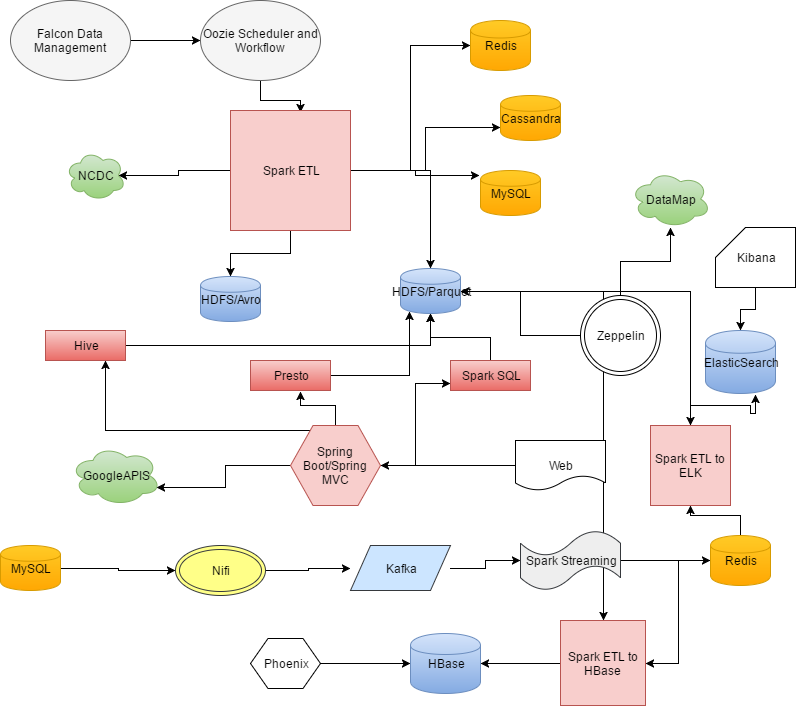 Falcon Data
Management
Oozie Scheduler and
Workflow
Redis
Cassandra
Spark ETL
NCDC
MySQL
DataMap
Kibana
HDFS/Avro
HDFS/Parquet
Zeppelin
Hive
ElasticSearch
Presto
Spark SQL
Spring
Boot/Spring
MVC
GoogleAPIS
Web
Spark ETL to
ELK
MySQL
Nifi
Kafka
Spark Streaming
Redis
Phoenix
HBase
Spark ETL to
HBase